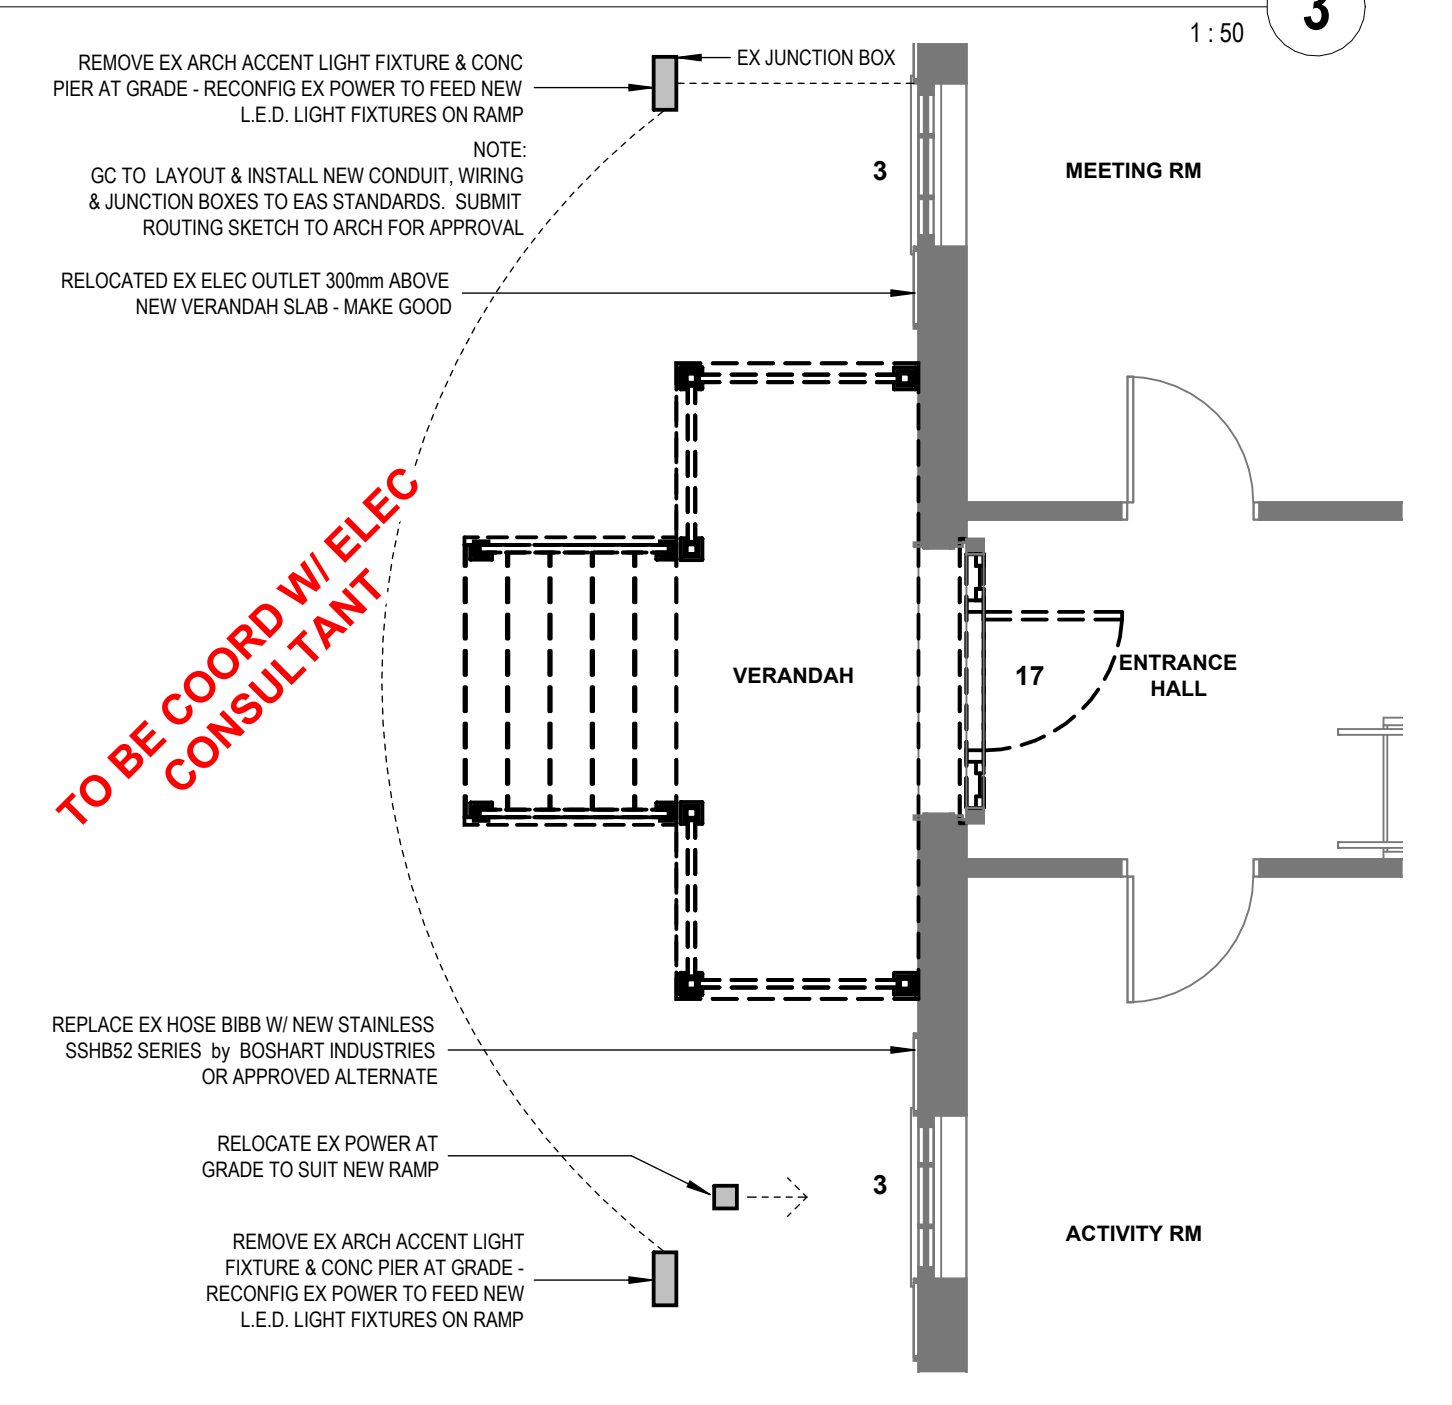 3
1 : 50
REMOVE EX ARCH ACCENT LIGHT FIXTURE & CONC
PIER AT GRADE - RECONFIG EX POWER TO FEED NEW
L.E.D. LIGHT FIXTURES ON RAMP
EX JUNCTION BOX
NOTE:
GC TO LAYOUT & INSTALL NEW CONDUIT, WIRING
& JUNCTION BOXES TO EAS STANDARDS. SUBMIT
ROUTING SKETCH TO ARCH FOR APPROVAL
3
MEETING RM
RELOCATED EX ELEC OUTLET 300mm ABOVE
NEW VERANDAH SLAB - MAKE GOOD
TO BE COORD W/ ELEC
CONSULTANT
VERANDAH
17
ENTRANCE
HALL
REPLACE EX HOSE BIBB W/ NEW STAINLESS
SSHB52 SERIES by BOSHART INDUSTRIES
OR APPROVED ALTERNATE
RELOCATE EX POWER AT
GRADE TO SUIT NEW RAMP
3
ACTIVITY RM
REMOVE EX ARCH ACCENT LIGHT
FIXTURE & CONC PIER AT GRADE -
RECONFIG EX POWER TO FEED NEW
L.E.D. LIGHT FIXTURES ON RAMP